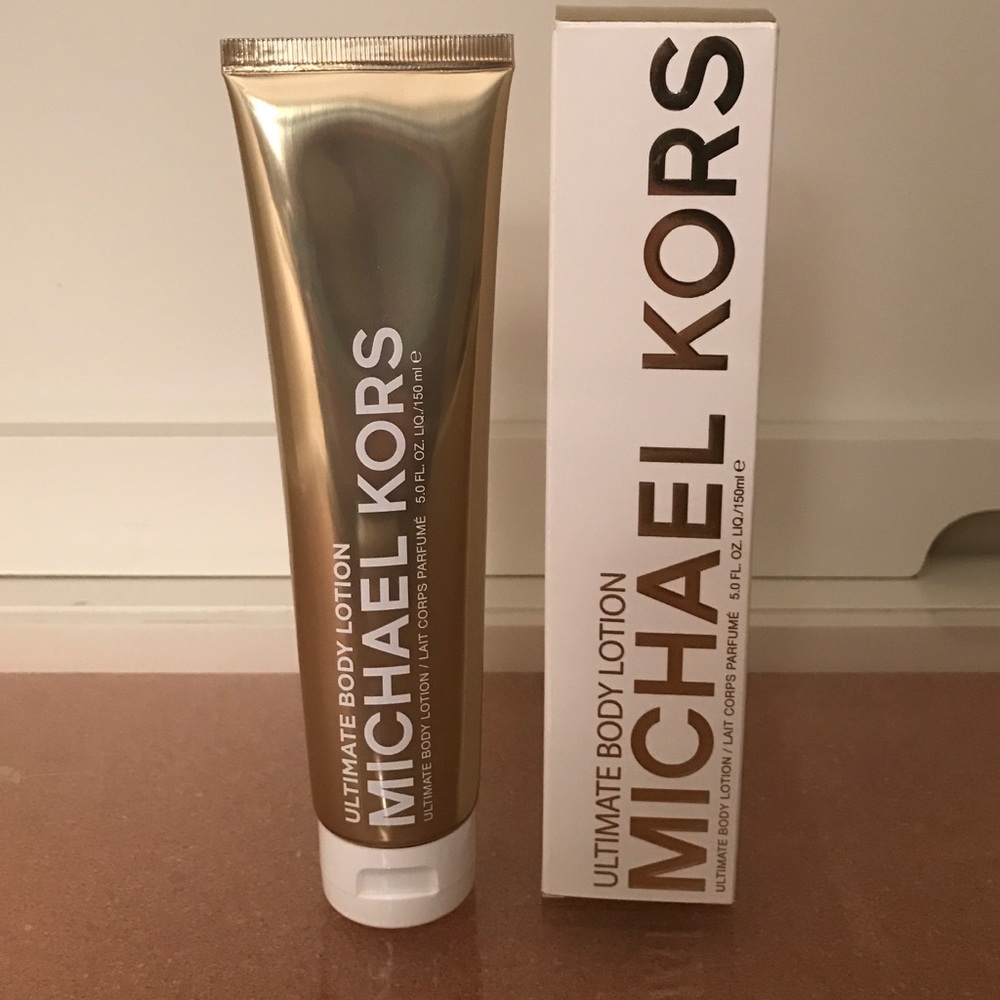 ULTIMATE BODY LOTION
MICHAEL KORS
ULTIMATE BODY LOTION / LAIT CORPS PARFUMÉ 5.0 FL. OZ. LIQ./150 ml ℮
ULTIMATE BODY LOTION
MICHAEL KORS
ULTIMATE BODY LOTION / LAIT CORPS PARFUMÉ 5.0 FL. OZ. LIQ./150ml ℮